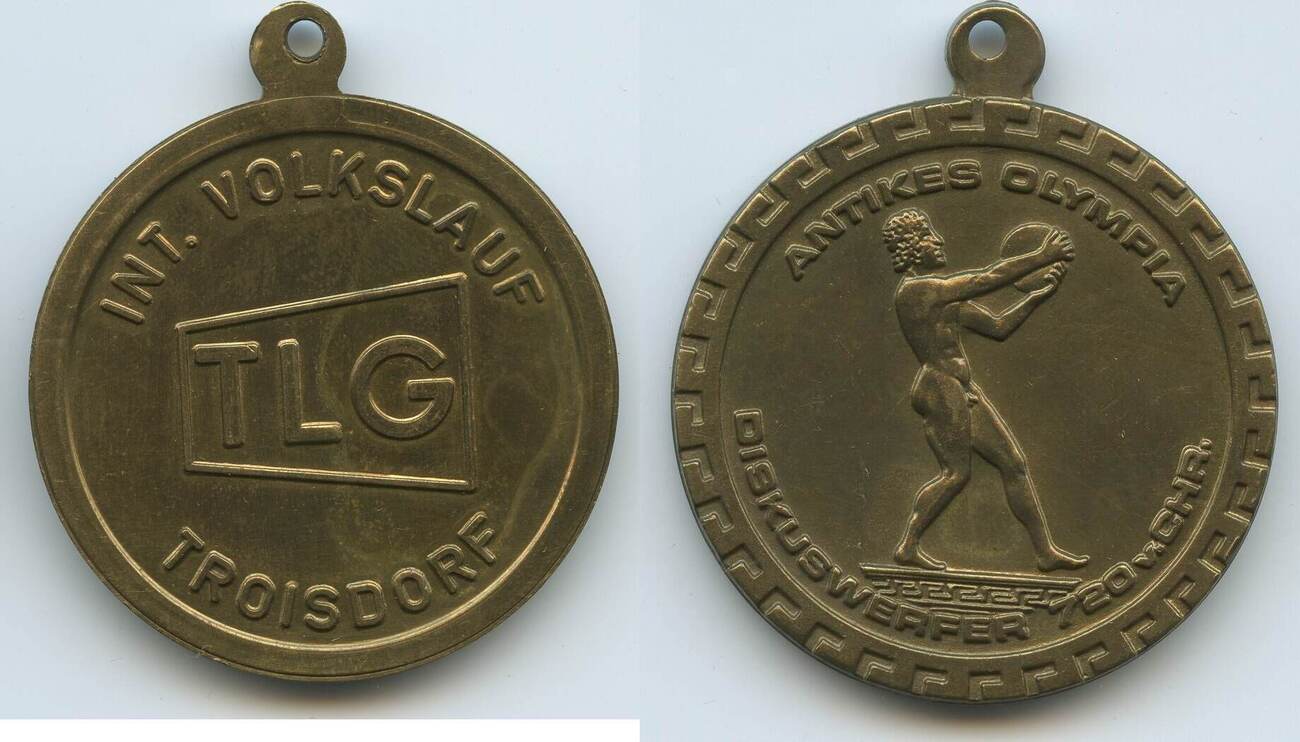 INT. VOLKSLAUF
TLG
TROISDORF
ANTIKES OLYMPIA
DISKUSWERFER 720 v. CHR.